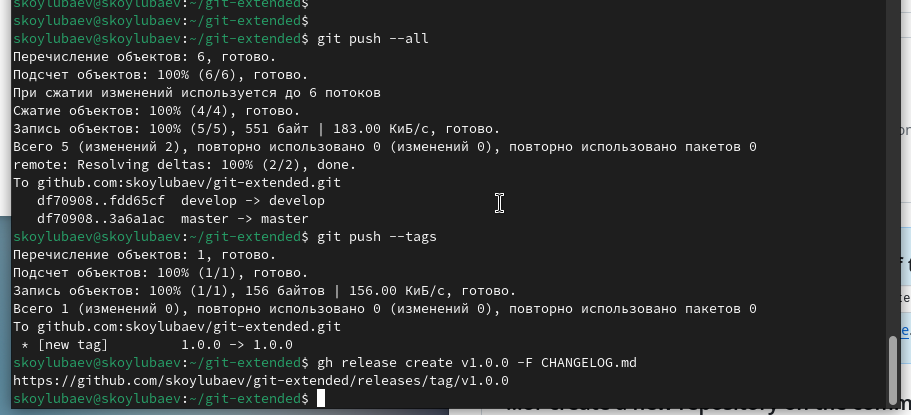 skoylubaev@skoylubaev:~/git-extended$
skoylubaev@skoylubaev:~/git-extended$
skoylubaev@skoylubaev:~/git-extended$ git push --all
Перечисление объектов: 6, готово.
Подсчет объектов: 100% (6/6), готово.
При сжатии изменений используется до 6 потоков
Сжатие объектов: 100% (4/4), готово.
Запись объектов: 100% (5/5), 551 байт | 183.00 КиБ/с, готово.
Всего 5 (изменений 2), повторно использовано 0 (изменений 0), повторно использовано пакетов 0
remote: Resolving deltas: 100% (2/2), done.
To github.com:skoylubaev/git-extended.git
   df70908..fdd65cf  develop -> develop
   df70908..3a6a1ac  master -> master
skoylubaev@skoylubaev:~/git-extended$ git push --tags
Перечисление объектов: 1, готово.
Подсчет объектов: 100% (1/1), готово.
Запись объектов: 100% (1/1), 156 байтов | 156.00 КиБ/с, готово.
Всего 1 (изменений 0), повторно использовано 0 (изменений 0), повторно использовано пакетов 0
To github.com:skoylubaev/git-extended.git
 * [new tag]         1.0.0 -> 1.0.0
skoylubaev@skoylubaev:~/git-extended$ gh release create v1.0.0 -F CHANGELOG.md
https://github.com/skoylubaev/git-extended/releases/tag/v1.0.0
skoylubaev@skoylubaev:~/git-extended$